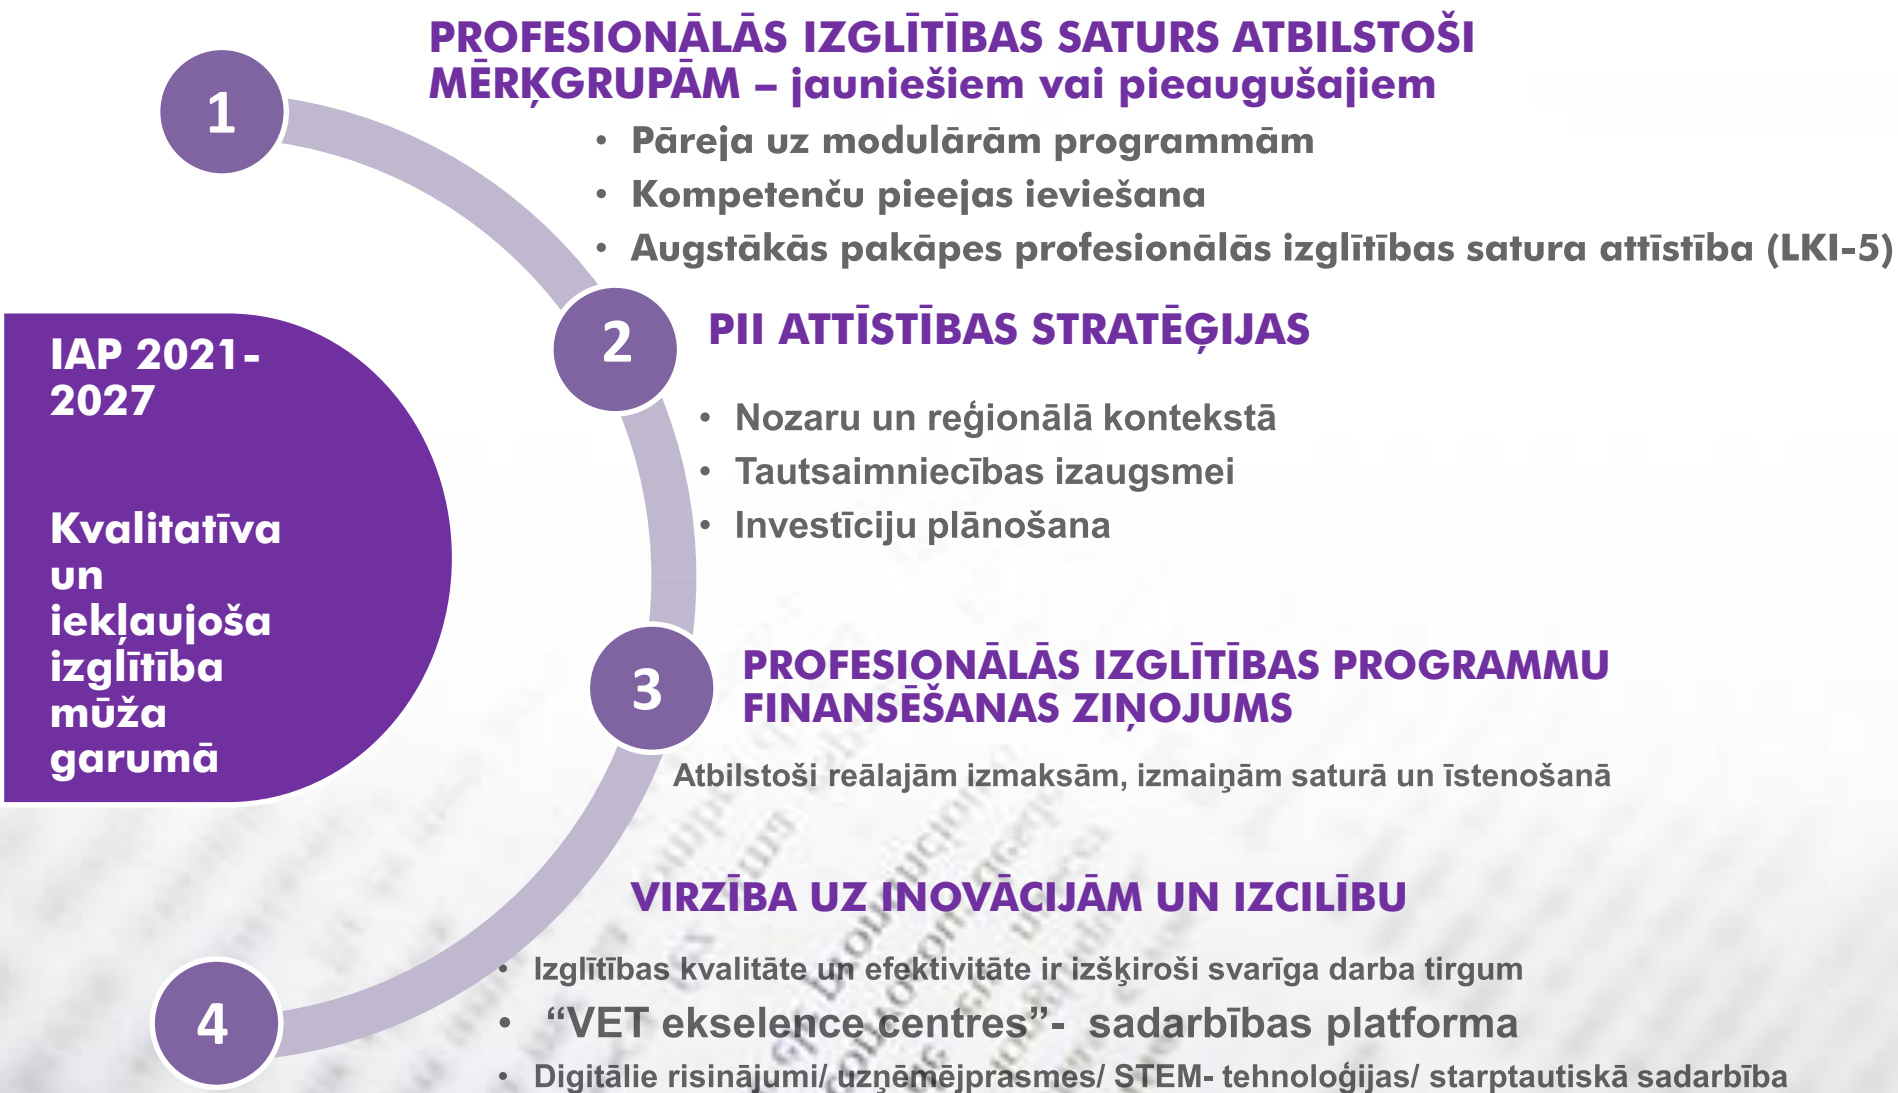 PROFESIONĀLĀS IZGLĪTĪBAS SATURS ATBILSTOŠI
MĒRĶGRUPĀM – jauniešiem vai pieaugušajiem
1
• Pāreja uz modulārām programmām
• Kompetenču pieejas ieviešana
• Augstākās pakāpes profesionālās izglītības satura attīstība (LKI-5)
IAP 2021-
2027
Kvalitatīva
un
iekļaujoša
izglītība
mūža
garumā
2
PII ATTĪSTĪBAS STRATĒĢIJAS
• Nozaru un reģionālā kontekstā
• Tautsaimniecības izaugsmei
• Investīciju plānošana
3
PROFESIONĀLĀS IZGLĪTĪBAS PROGRAMMU
FINANSĒŠANAS ZIŅOJUMS
Atbilstoši reālajām izmaksām, izmaiņām saturā un īstenošanā
VIRZĪBA UZ INOVĀCIJĀM UN IZCILĪBU
4
• Izglītības kvalitāte un efektivitāte ir izšķiroši svarīga darba tirgum
• “VET ekselence centres”- sadarbības platforma
• Digitālie risinājumi/ uzņēmējprasmes/ STEM- tehnoloģijas/ starptautiskā sadarbība